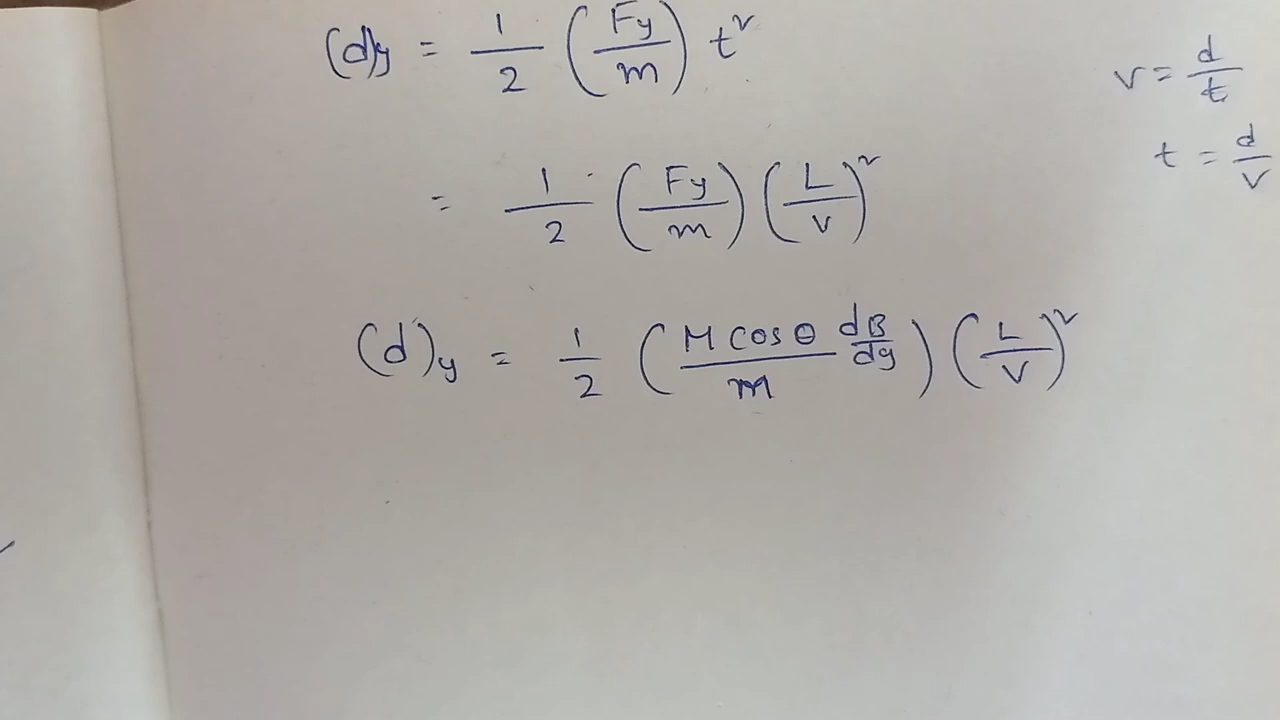 (d)y = 1/2 (Fy/m) t²
v = d/t
t = d/v
= 1/2 (Fy/m) (L/v)²
(d)y = 1/2 (M cos θ dB/dy / m) (L/v)²